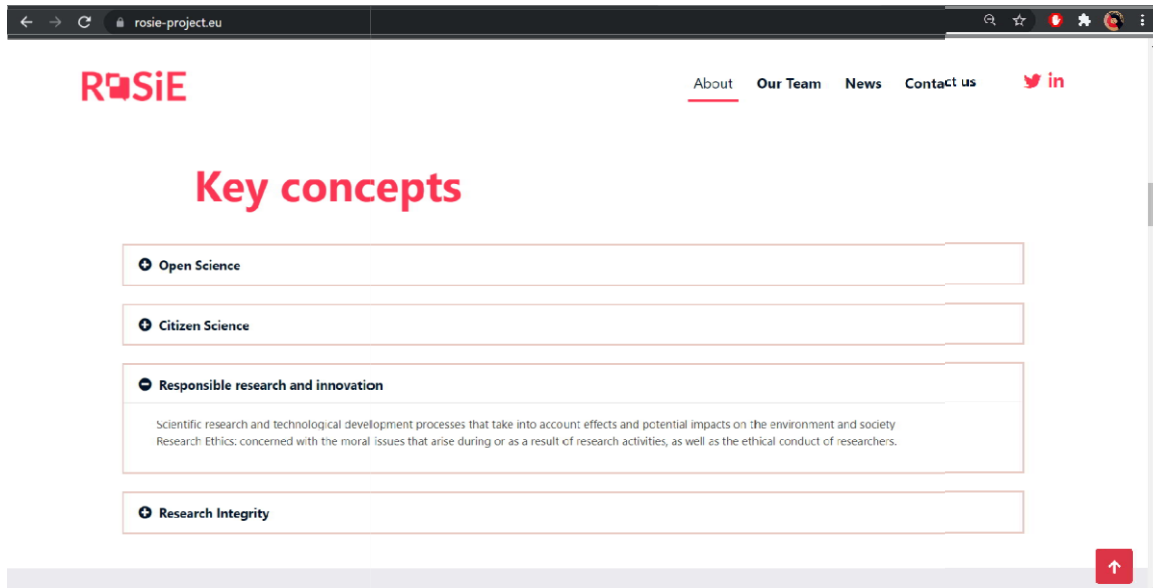 rosie-project.eu
ROSiE
About Our Team News Contact us in
Key concepts
Open Science
Citizen Science
Responsible research and innovation
Scientific research and technological development processes that take into account effects and potential impacts on the environment and society
Research Ethics: concerned with the moral issues that arise during or as a result of research activities, as well as the ethical conduct of researchers.
Research Integrity